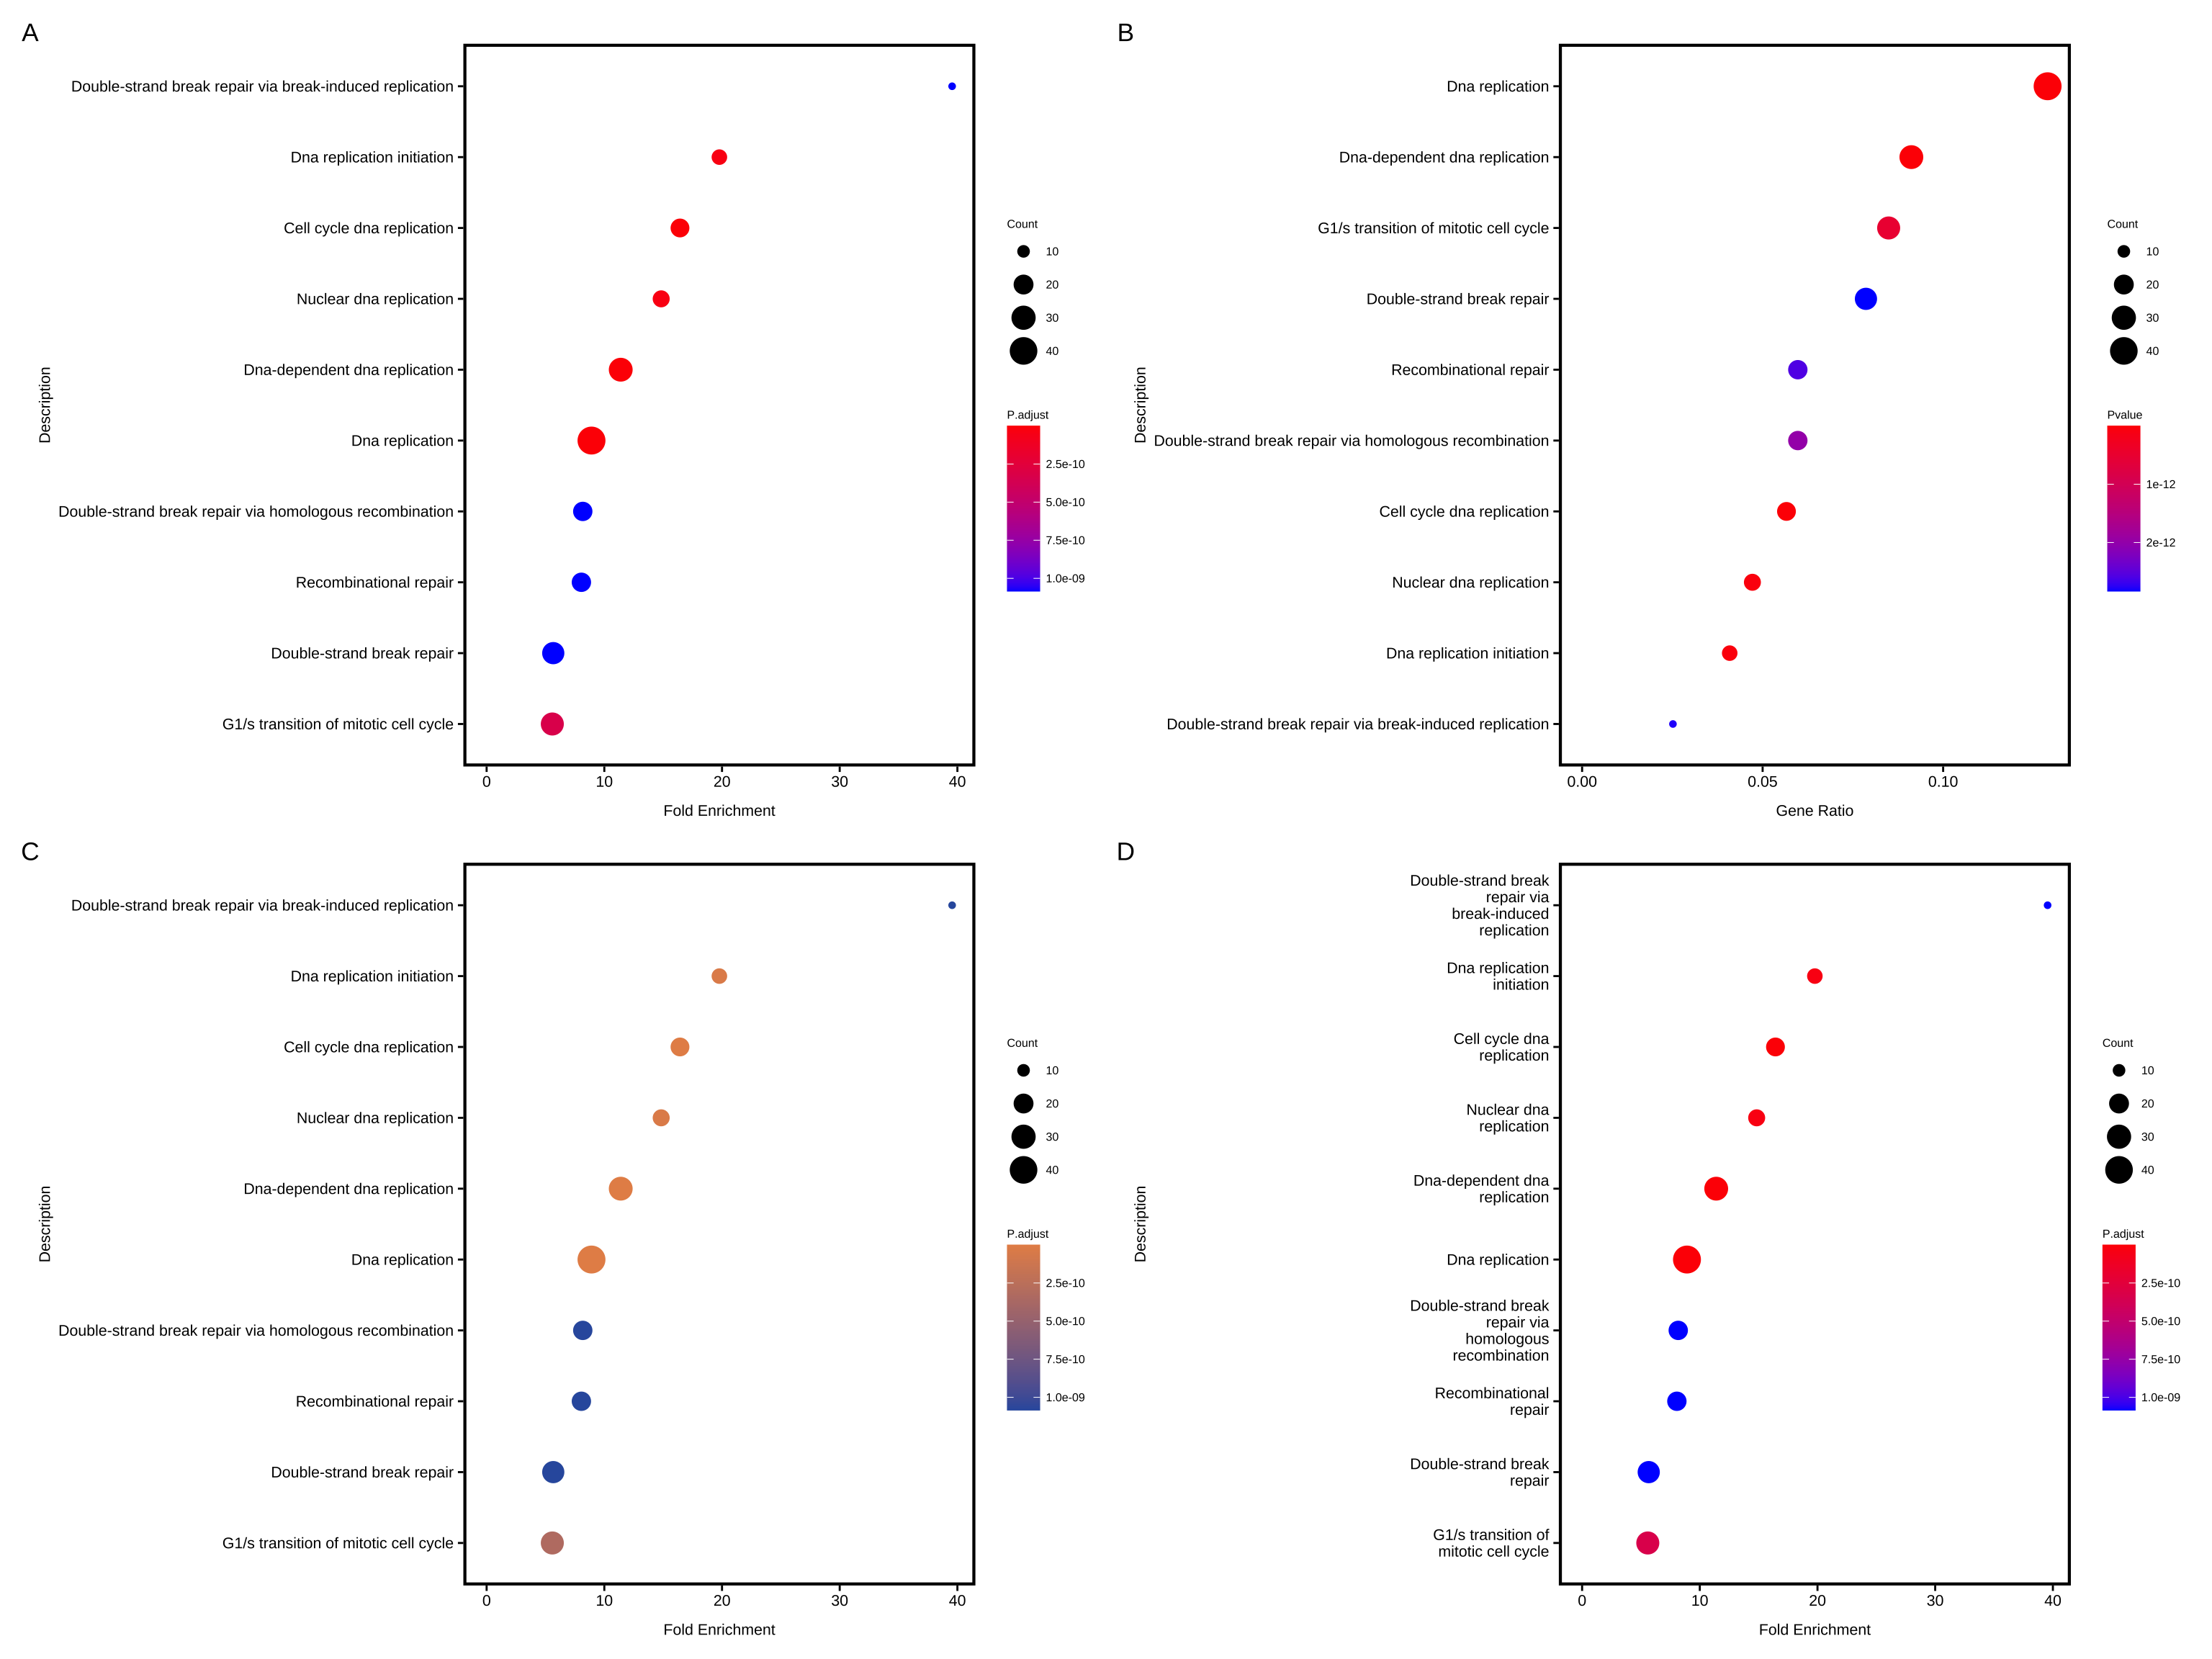 A
Double-strand break repair via break-induced replication
Dna replication initiation
Cell cycle dna replication
Nuclear dna replication
Dna-dependent dna replication
Dna replication
Double-strand break repair via homologous recombination
Recombinational repair
Double-strand break repair
G1/s transition of mitotic cell cycle
Description
0 10 20 30 40
Fold Enrichment
Count
10
20
30
40
P.adjust
2.5e-10
5.0e-10
7.5e-10
1.0e-09
B
Dna replication
Dna-dependent dna replication
G1/s transition of mitotic cell cycle
Double-strand break repair
Recombinational repair
Double-strand break repair via homologous recombination
Cell cycle dna replication
Nuclear dna replication
Dna replication initiation
Double-strand break repair via break-induced replication
Description
0.00 0.05 0.10
Gene Ratio
Count
10
20
30
40
Pvalue
1e-12
2e-12
C
Double-strand break repair via break-induced replication
Dna replication initiation
Cell cycle dna replication
Nuclear dna replication
Dna-dependent dna replication
Dna replication
Double-strand break repair via homologous recombination
Recombinational repair
Double-strand break repair
G1/s transition of mitotic cell cycle
Description
0 10 20 30 40
Fold Enrichment
Count
10
20
30
40
P.adjust
2.5e-10
5.0e-10
7.5e-10
1.0e-09
D
Double-strand break
repair via
break-induced
replication
Dna replication
initiation
Cell cycle dna
replication
Nuclear dna
replication
Dna-dependent dna
replication
Dna replication
Double-strand break
repair via
homologous
recombination
Recombinational
repair
Double-strand break
repair
G1/s transition of
mitotic cell cycle
Description
0 10 20 30 40
Fold Enrichment
Count
10
20
30
40
P.adjust
2.5e-10
5.0e-10
7.5e-10
1.0e-09